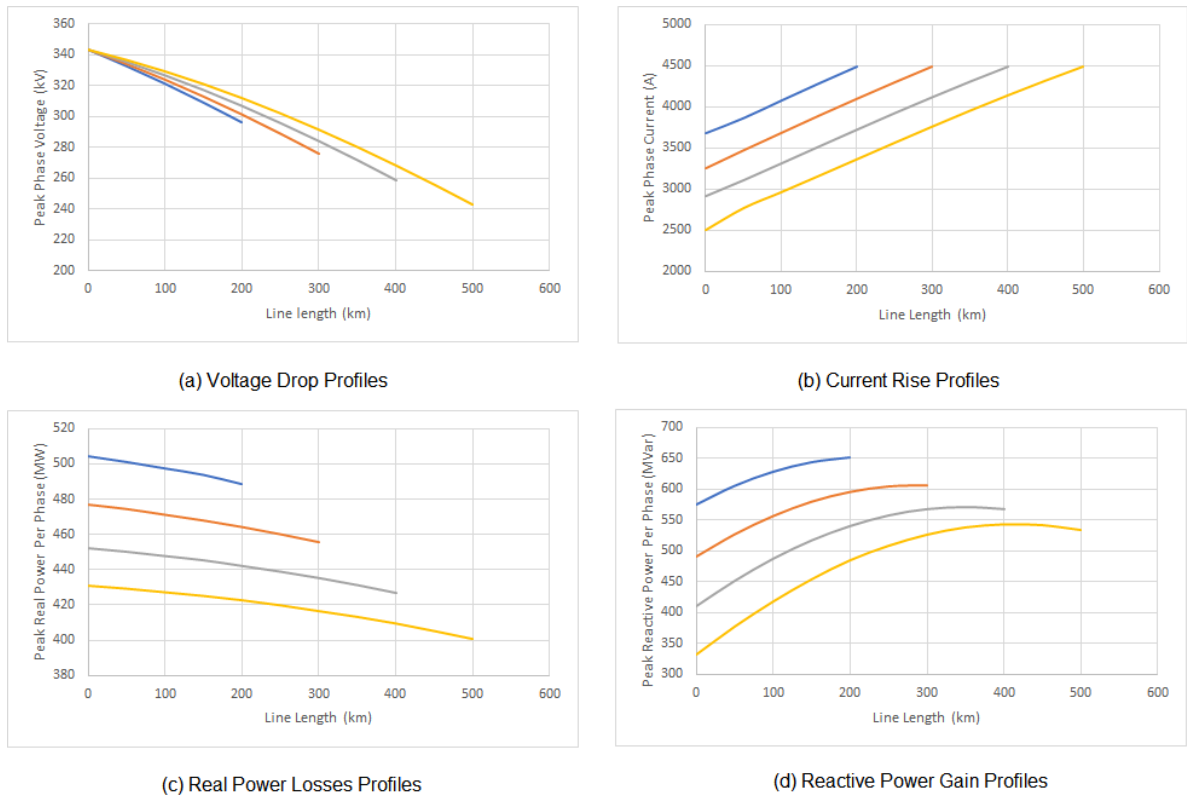 360
340
320
300
280
260
240
220
200
Peak Phase Voltage (kV)
0 100 200 300 400 500 600
Line length (km)
(a) Voltage Drop Profiles
5000
4500
4000
3500
3000
2500
2000
Peak Phase Current (A)
0 100 200 300 400 500 600
Line Length (km)
(b) Current Rise Profiles
520
500
480
460
440
420
400
380
Peak Real Power Per Phase (MW)
0 100 200 300 400 500 600
Line Length (km)
(c) Real Power Losses Profiles
700
650
600
550
500
450
400
350
300
Peak Reactive Power Per Phase (MVar)
0 100 200 300 400 500 600
Line Length (km)
(d) Reactive Power Gain Profiles